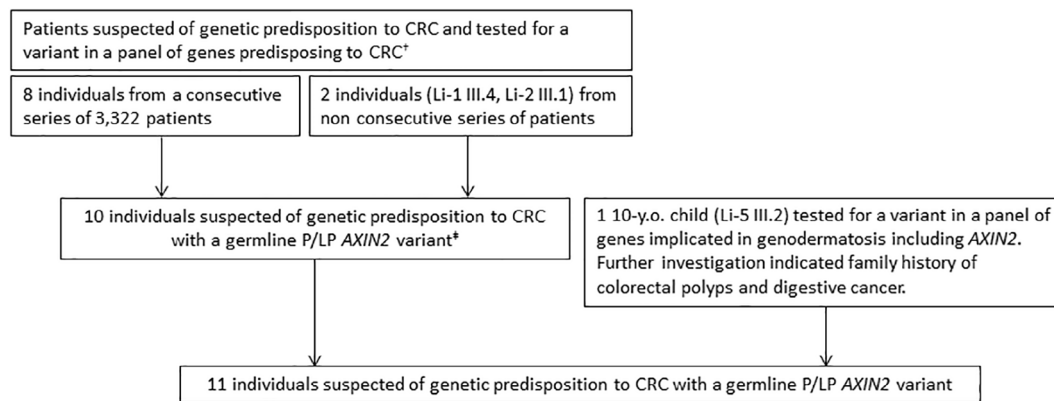 Patients suspected of genetic predisposition to CRC and tested for a
variant in a panel of genes predisposing to CRC†
8 individuals from a consecutive
series of 3,322 patients
2 individuals (Li-1 III.4, Li-2 III.1) from
non consecutive series of patients
10 individuals suspected of genetic predisposition to CRC
with a germline P/LP AXIN2 variant‡
1 10-y.o. child (Li-5 III.2) tested for a variant in a panel of
genes implicated in genodermatosis including AXIN2.
Further investigation indicated family history of
colorectal polyps and digestive cancer.
11 individuals suspected of genetic predisposition to CRC with a germline P/LP AXIN2 variant